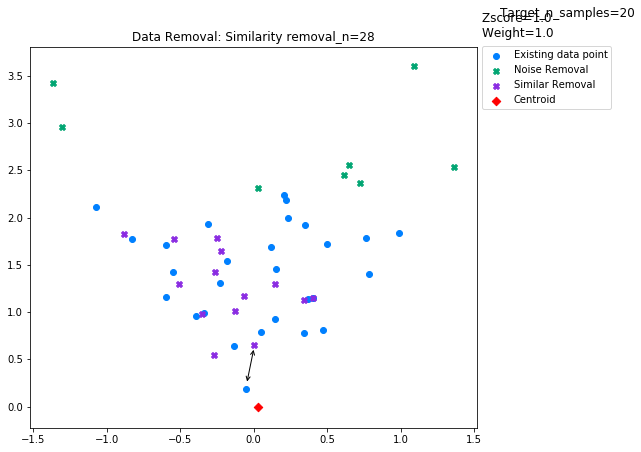 Target_n_samples=20
Zscore=1.0
Weight=1.0
Data Removal: Similarity removal_n=28
Existing data point
Noise Removal
Similar Removal
Centroid
3.5
3.0
2.5
2.0
1.5
1.0
0.5
0.0
−1.5 −1.0 −0.5 0.0 0.5 1.0 1.5